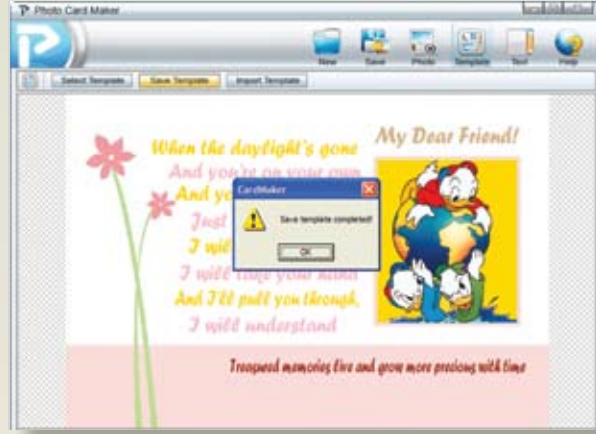 Photo Card Maker
New Save Photo Template Text Help
Select Template Save Template Import Template
My Dear Friend!
When the daylight's gone
And you're on your own
And yo
Just
I wil
I will take your hand
And I'll pull you through,
I will understand
CardMaker
Save template completed!
OK
Treasured memories live and grow more precious with time